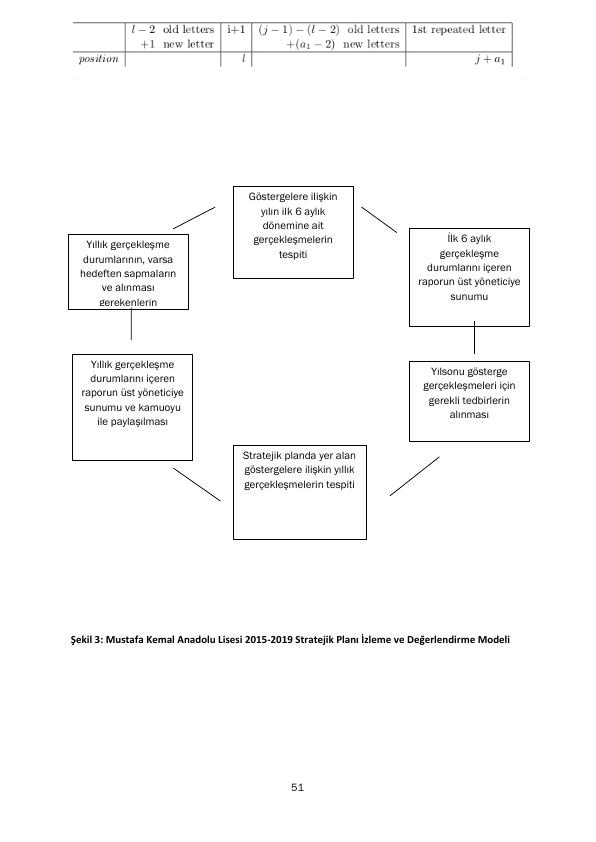 l − 2 old letters i+1 (j − 1) − (l − 2) old letters 1st repeated letter
+1 new letter +(a₁ − 2) new letters
position l j + a₁
Göstergelere ilişkin
yılın ilk 6 aylık
dönemine ait
gerçekleşmelerin
tespiti
İlk 6 aylık
gerçekleşme
durumlarını içeren
raporun üst yöneticiye
sunumu
Yılsonu gösterge
gerçekleşmeleri için
gerekli tedbirlerin
alınması
Stratejik planda yer alan
göstergelere ilişkin yıllık
gerçekleşmelerin tespiti
Yıllık gerçekleşme
durumlarını içeren
raporun üst yöneticiye
sunumu ve kamuoyu
ile paylaşılması
Yıllık gerçekleşme
durumlarının, varsa
hedeften sapmaların
ve alınması
gerekenlerin
Şekil 3: Mustafa Kemal Anadolu Lisesi 2015-2019 Stratejik Planı İzleme ve Değerlendirme Modeli
51